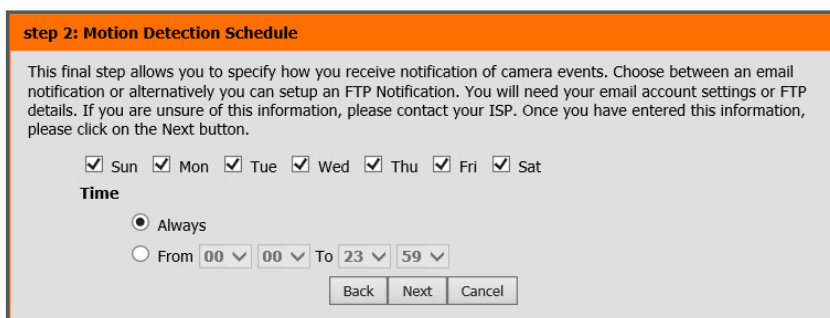 step 2: Motion Detection Schedule
This final step allows you to specify how you receive notification of camera events. Choose between an email
notification or alternatively you can setup an FTP Notification. You will need your email account settings or FTP
details. If you are unsure of this information, please contact your ISP. Once you have entered this information,
please click on the Next button.
Sun Mon Tue Wed Thu Fri Sat
Time
Always
From 00 00 To 23 59
Back Next Cancel